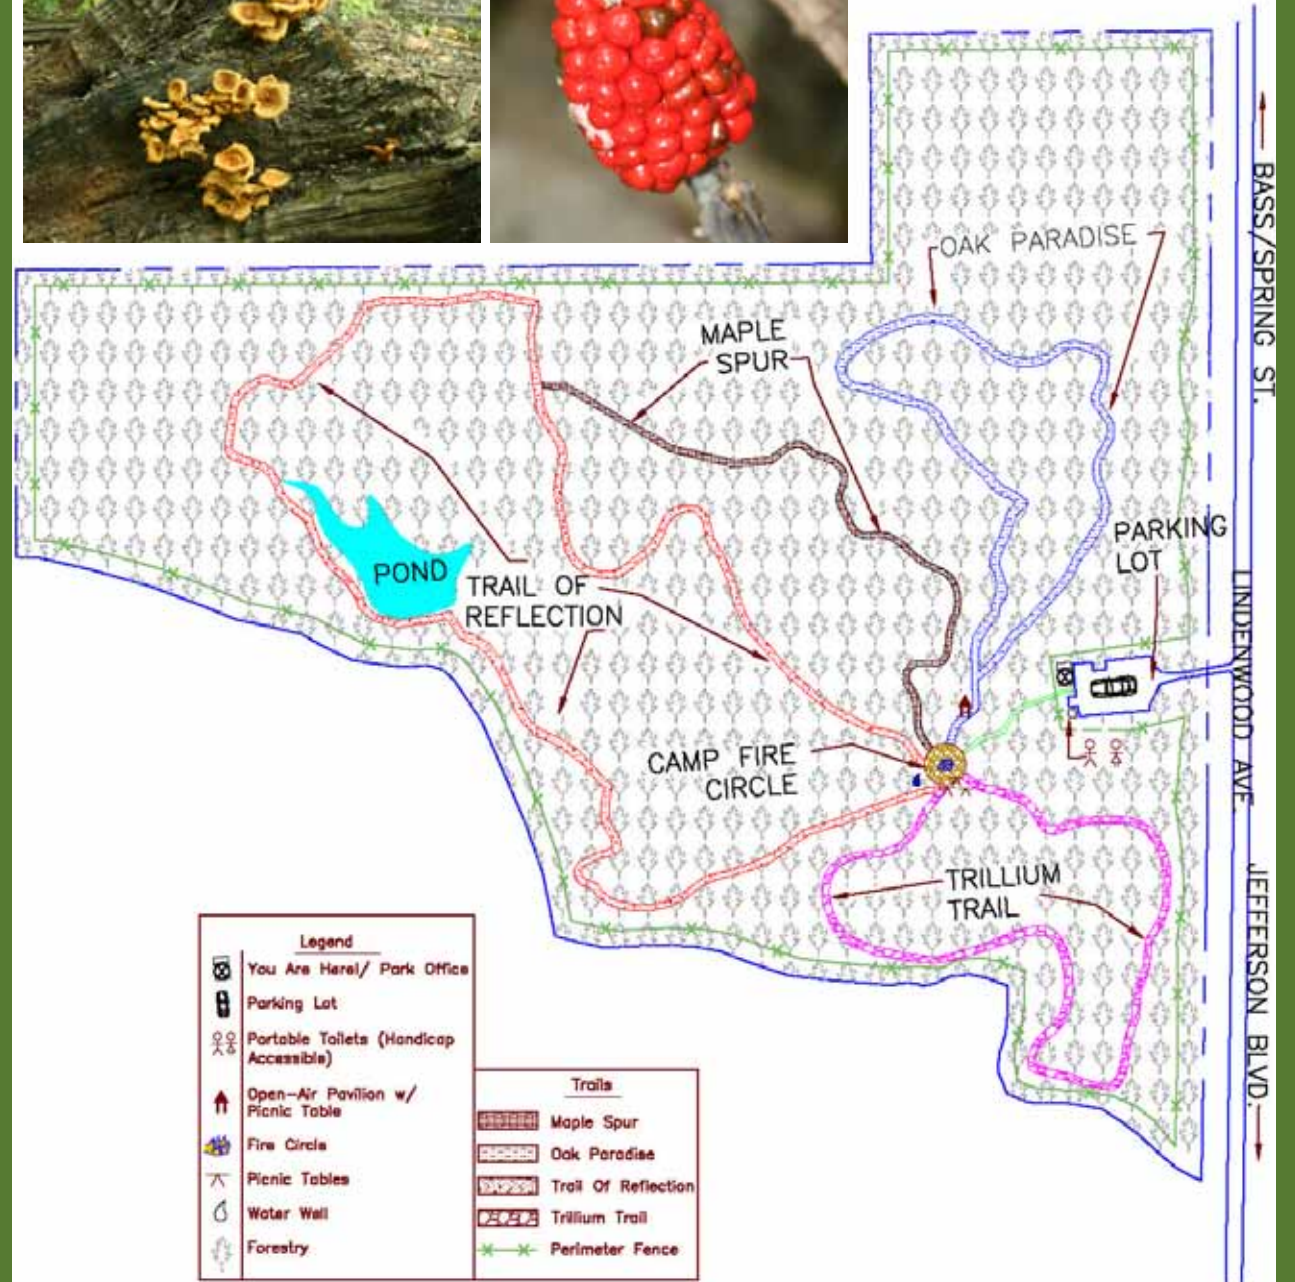 OAK PARADISE
BASS/SPRING ST.
MAPLE
SPUR
PARKING
LOT
POND
TRAIL OF
REFLECTION
LINDENWOOD AVE
CAMP FIRE
CIRCLE
TRILLIUM
TRAIL
JEFFERSON BLVD.
Legend
You Are Here!/ Park Office
Parking Lot
Portable Toilets (Handicap
Accessible)
Open-Air Pavilion w/
Picnic Table
Fire Circle
Picnic Tables
Water Well
Forestry
Trails
Maple Spur
Oak Paradise
Trail Of Reflection
Trillium Trail
Perimeter Fence